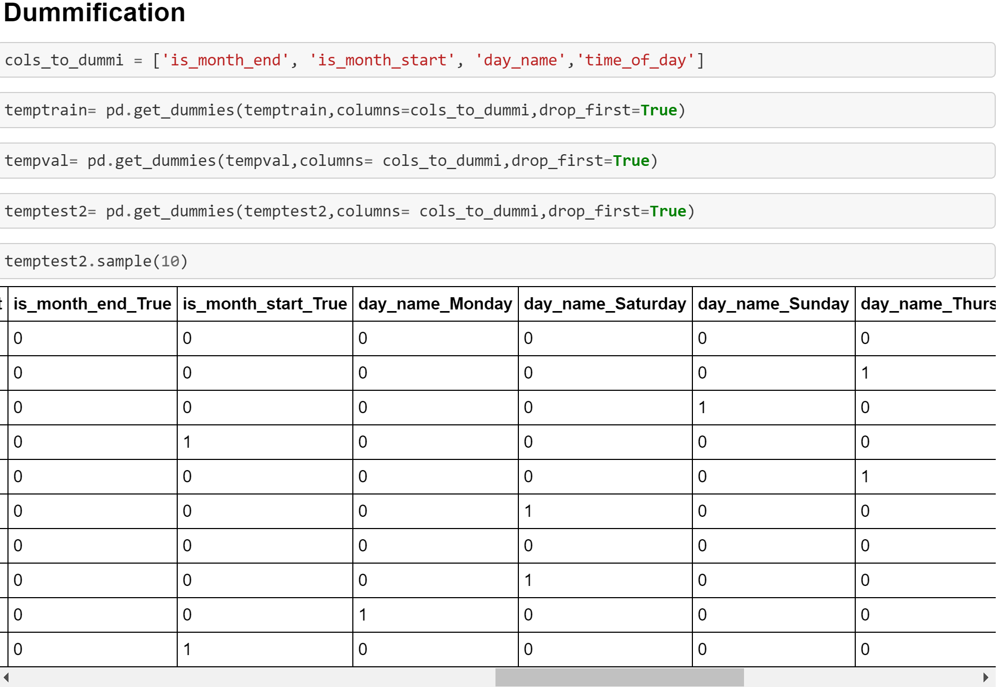 Dummification
cols_to_dummi = ['is_month_end', 'is_month_start', 'day_name','time_of_day']
temptrain= pd.get_dummies(temptrain,columns=cols_to_dummi,drop_first=True)
tempval= pd.get_dummies(tempval,columns= cols_to_dummi,drop_first=True)
temptest2= pd.get_dummies(temptest2,columns= cols_to_dummi,drop_first=True)
temptest2.sample(10)
t is_month_end_True is_month_start_True day_name_Monday day_name_Saturday day_name_Sunday day_name_Thurs
0 0 0 0 0 0
0 0 0 0 0 1
0 0 0 0 1 0
0 1 0 0 0 0
0 0 0 0 0 1
0 0 0 1 0 0
0 0 0 0 0 0
0 0 0 1 0 0
0 0 1 0 0 0
0 1 0 0 0 0